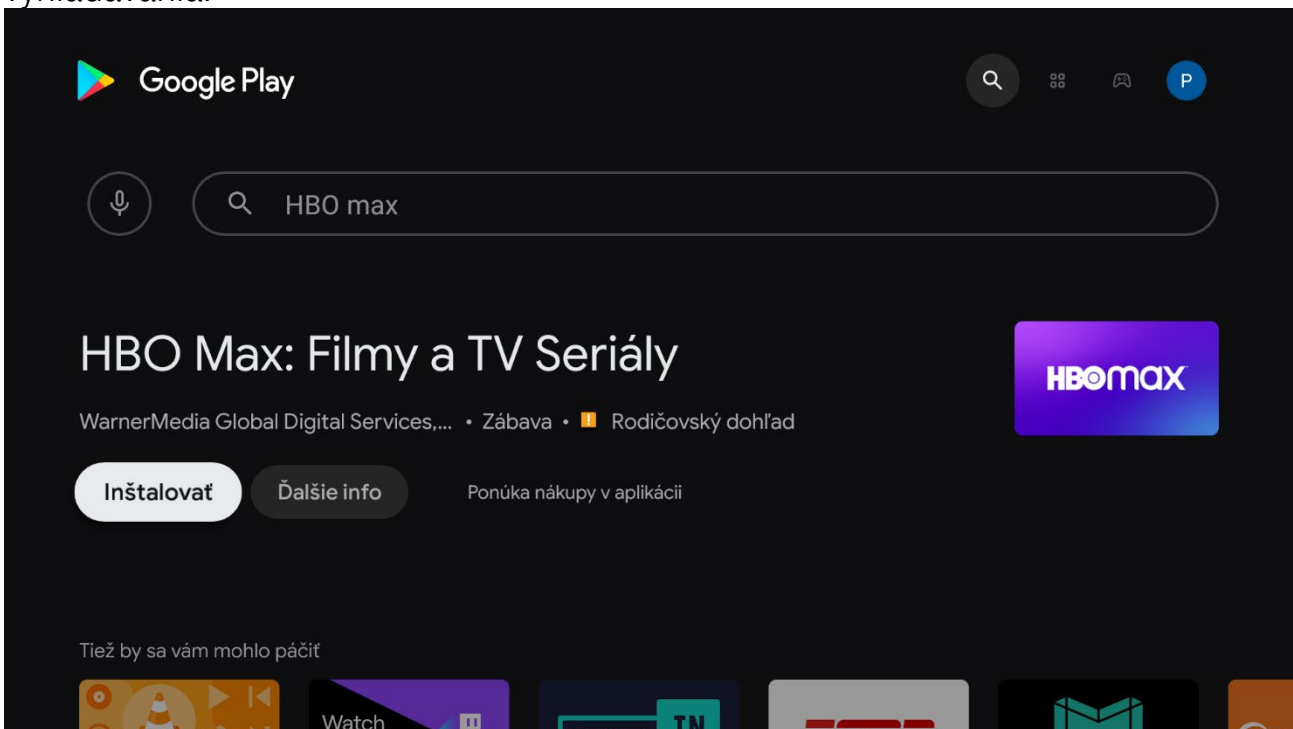 Google Play
P
HBO max
HBO Max: Filmy a TV Seriály
HBOMAX
WarnerMedia Global Digital Services,... • Zábava • Rodičovský dohľad
Inštalovať
Ďalšie info
Ponúka nákupy v aplikácii
Tiež by sa vám mohlo páčiť
Watch